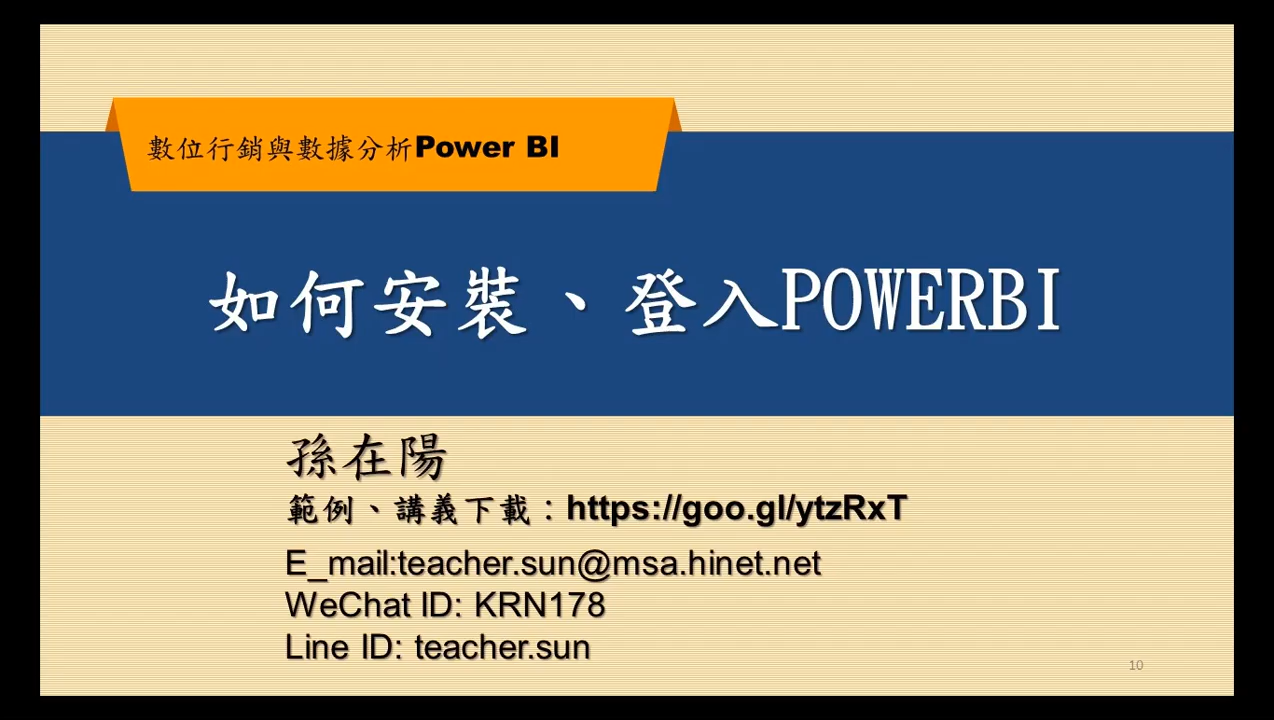 數位行銷與數據分析Power BI
如何安裝、登入POWERBI
孫在陽
範例、講義下載：https://goo.gl/ytzRxT
E_mail:teacher.sun@msa.hinet.net
WeChat ID: KRN178
Line ID: teacher.sun
10